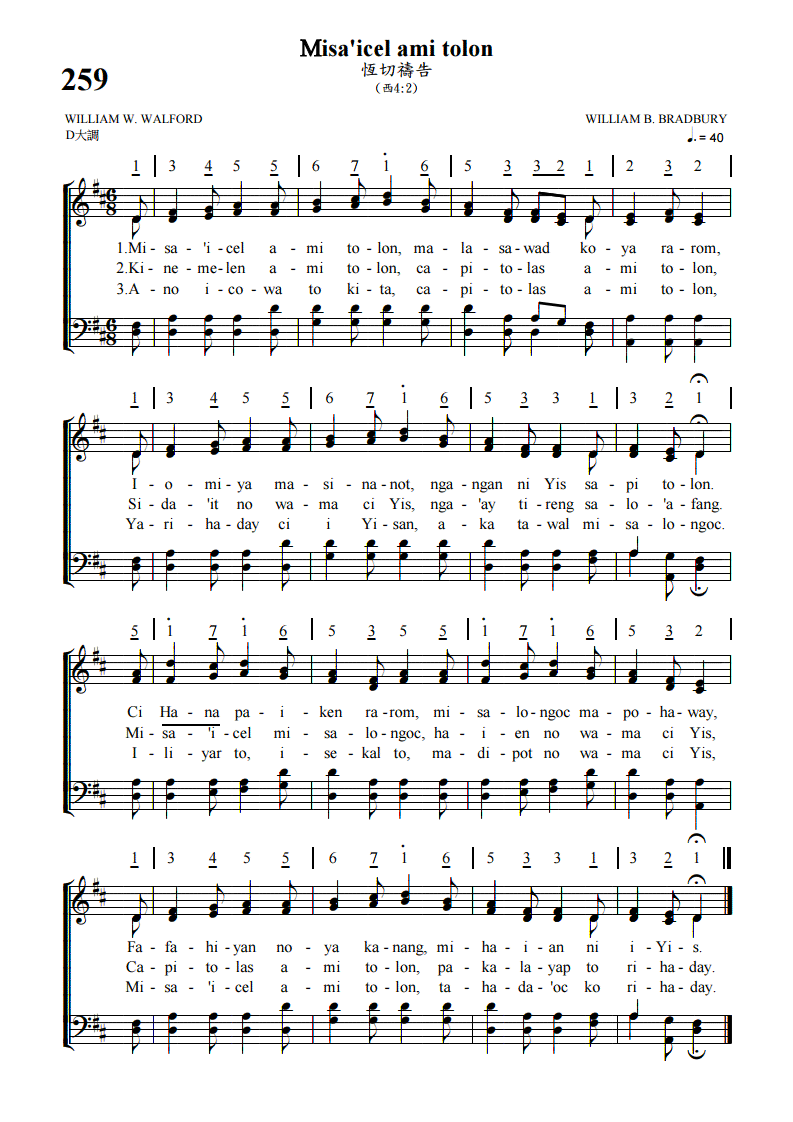 Misa'icel ami tolon
259
恆切禱告
(西4:2)
WILLIAM W. WALFORD
WILLIAM B. BRADBURY
D大調
♩. = 40
1 | 3 4 5 5 | 6 7 1 6 | 5 3 3 2 1 | 2 3 2 |
6 8
1.Mi - sa - 'i-cel a - mi to - lon, ma - la - sa-wad ko - ya ra - rom,
2.Ki - ne - me-len a - mi to - lon, ca - pi - to - las a - mi to - lon,
3.A - no i - co-wa to ki - ta, ca - pi - to - las a - mi to - lon,
6 8
1 | 3 4 5 5 | 6 7 1 6 | 5 3 3 1 | 3 2 1 |
I - o - mi - ya ma - si - na - not, nga - ngan ni Yis sa - pi to - lon.
Si - da - 'it no wa - ma ci Yis, nga - 'ay ti - reng sa - lo - 'a - fang.
Ya - ri - ha-day ci i Yi - san, a - ka ta - wal mi - sa - lo - ngoc.
5 | 1 7 1 6 | 5 3 5 5 | 1 7 1 6 | 5 3 2 |
Ci Ha - na pa - i - ken ra - rom, mi - sa - lo - ngoc ma - po - ha - way,
Mi - sa - 'i - cel mi - sa - lo - ngoc, ha - i - en no wa - ma ci Yis,
I - li - yar to, i - se - kal to, ma - di - pot no wa - ma ci Yis,
1 | 3 4 5 5 | 6 7 1 6 | 5 3 3 1 | 3 2 1
Fa - fa - hi - yan no - ya ka - nang, mi - ha - i - an ni i - Yis.
Ca - pi - to - las a - mi to - lon, pa - ka - la - yap to ri - ha - day.
Mi - sa - 'i - cel a - mi to - lon, ta - ha - da - 'oc ko ri - ha - day.